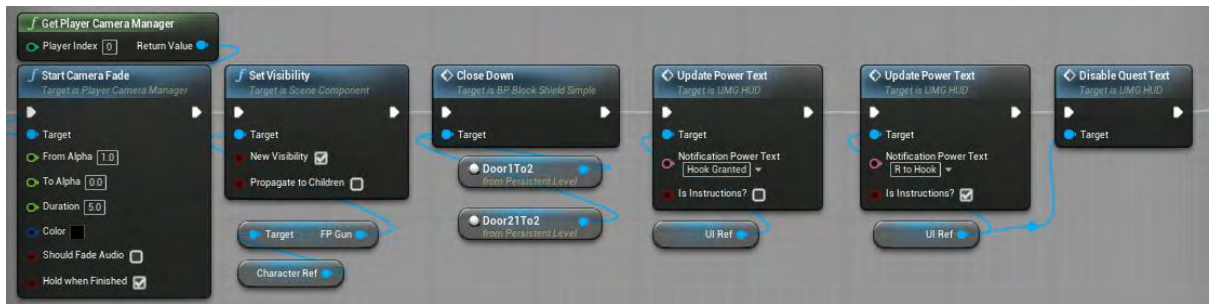 Get Player Camera Manager
Player Index 0 Return Value
Start Camera Fade
Target is Player Camera Manager
Target
From Alpha 1.0
To Alpha 0.0
Duration 5.0
Color
Should Fade Audio
Hold when Finished
Set Visibility
Target is Scene Component
Target
New Visibility
Propagate to Children
Target FP Gun
Character Ref
Close Down
Target is BP Block Shield Simple
Target
Door1To2
from Persistent Level
Door21To2
from Persistent Level
Update Power Text
Target is UMG HUD
Target
Notification Power Text
Hook Granted
Is Instructions?
UI Ref
Update Power Text
Target is UMG HUD
Target
Notification Power Text
R to Hook
Is Instructions?
UI Ref
Disable Quest Text
Target is UMG HUD
Target